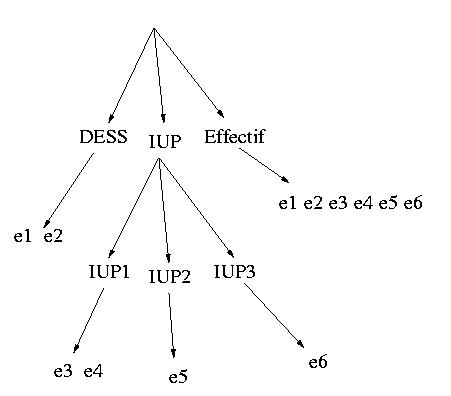 DESS IUP Effectif
e1 e2 e3 e4 e5 e6
e1 e2
IUP1 IUP2 IUP3
e3 e4 e5 e6